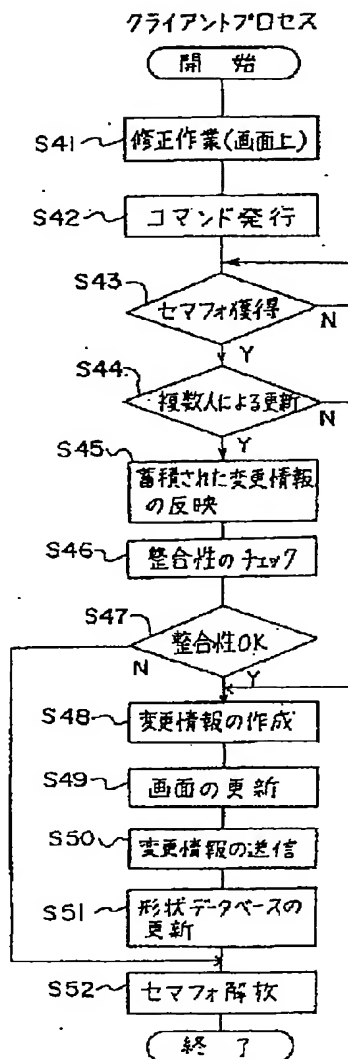 クライアントプロセス
開始
S41
修正作業(画面上)
S42
コマンド発行
S43
セマフォ獲得
N
Y
S44
複数人による更新
N
Y
S45
蓄積された変更情報
の反映
S46
整合性のチェック
S47
整合性OK
N
Y
S48
変更情報の作成
S49
画面の更新
S50
変更情報の送信
S51
形状データベースの
更新
S52
セマフォ解放
終了